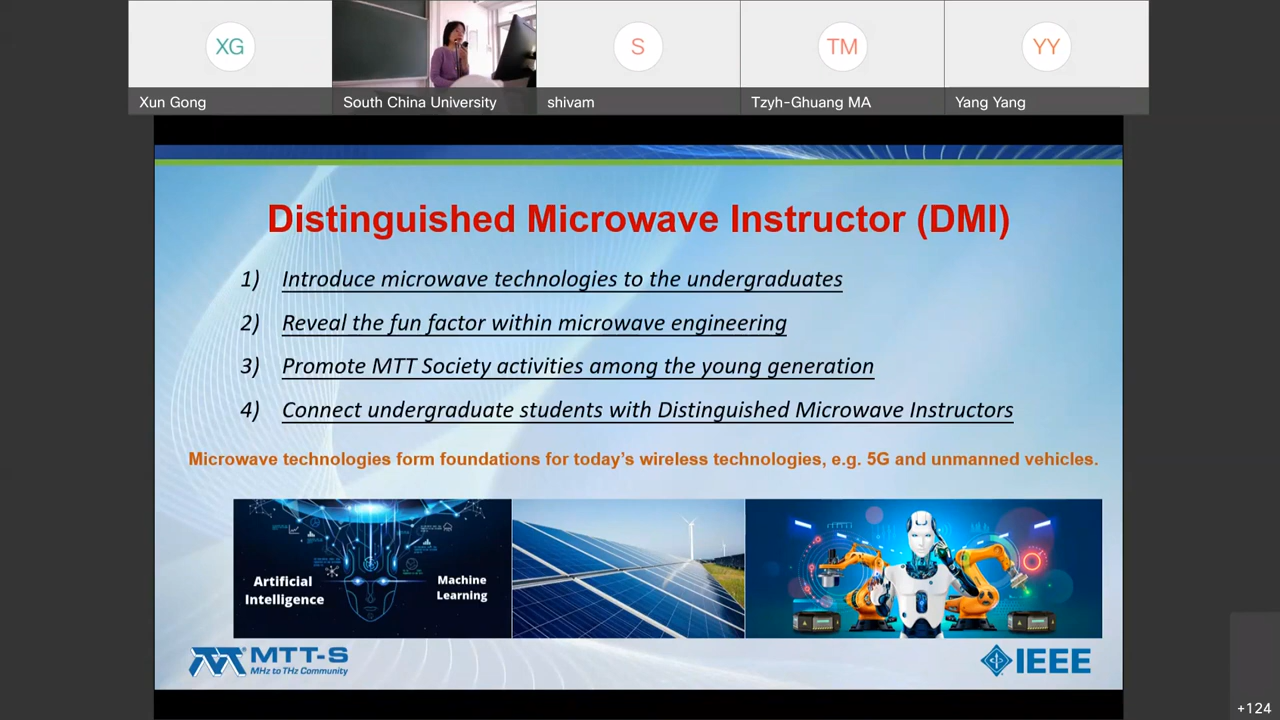 XG
S
TM
YY
Xun Gong
South China University
shivam
Tzyh-Ghuang MA
Yang Yang
Distinguished Microwave Instructor (DMI)
1) Introduce microwave technologies to the undergraduates
2) Reveal the fun factor within microwave engineering
3) Promote MTT Society activities among the young generation
4) Connect undergraduate students with Distinguished Microwave Instructors
Microwave technologies form foundations for today's wireless technologies, e.g. 5G and unmanned vehicles.
Artificial
Intelligence
Machine
Learning
MTT-S
MHz to THz Community
IEEE
+124